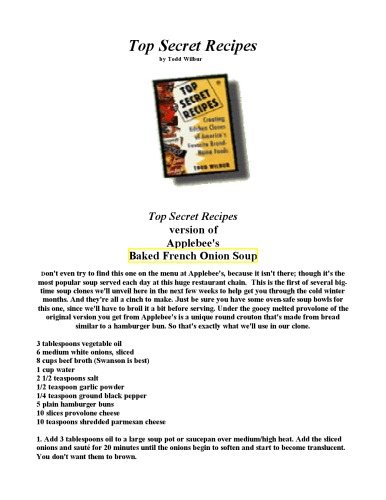 Top Secret Recipes
by Todd Wilbur
TOP
SECRET
RECIPES
Creating
Kitchen Clones
of America's
Favorite Brand-
Name Foods
TODD WILBUR
Top Secret Recipes
version of
Applebee's
Baked French Onion Soup
Don't even try to find this one on the menu at Applebee's, because it isn't there; though it's the
most popular soup served each day at this huge restaurant chain. This is the first of several big-
time soup clones we'll unveil here in the next few weeks to help get you through the cold winter
months. And they're all a cinch to make. Just be sure you have some oven-safe soup bowls for
this one, since we'll have to broil it a bit before serving. Under the gooey melted provolone of the
original version you get from Applebee's is a unique round crouton that's made from bread
similar to a hamburger bun. So that's exactly what we'll use in our clone.
3 tablespoons vegetable oil
6 medium white onions, sliced
8 cups beef broth (Swanson is best)
1 cup water
2 1/2 teaspoons salt
1/2 teaspoon garlic powder
1/4 teaspoon ground black pepper
5 plain hamburger buns
10 slices provolone cheese
10 teaspoons shredded parmesan cheese
1. Add 3 tablespoons oil to a large soup pot or saucepan over medium/high heat. Add the sliced
onions and sauté for 20 minutes until the onions begin to soften and start to become translucent.
You don't want them to brown.